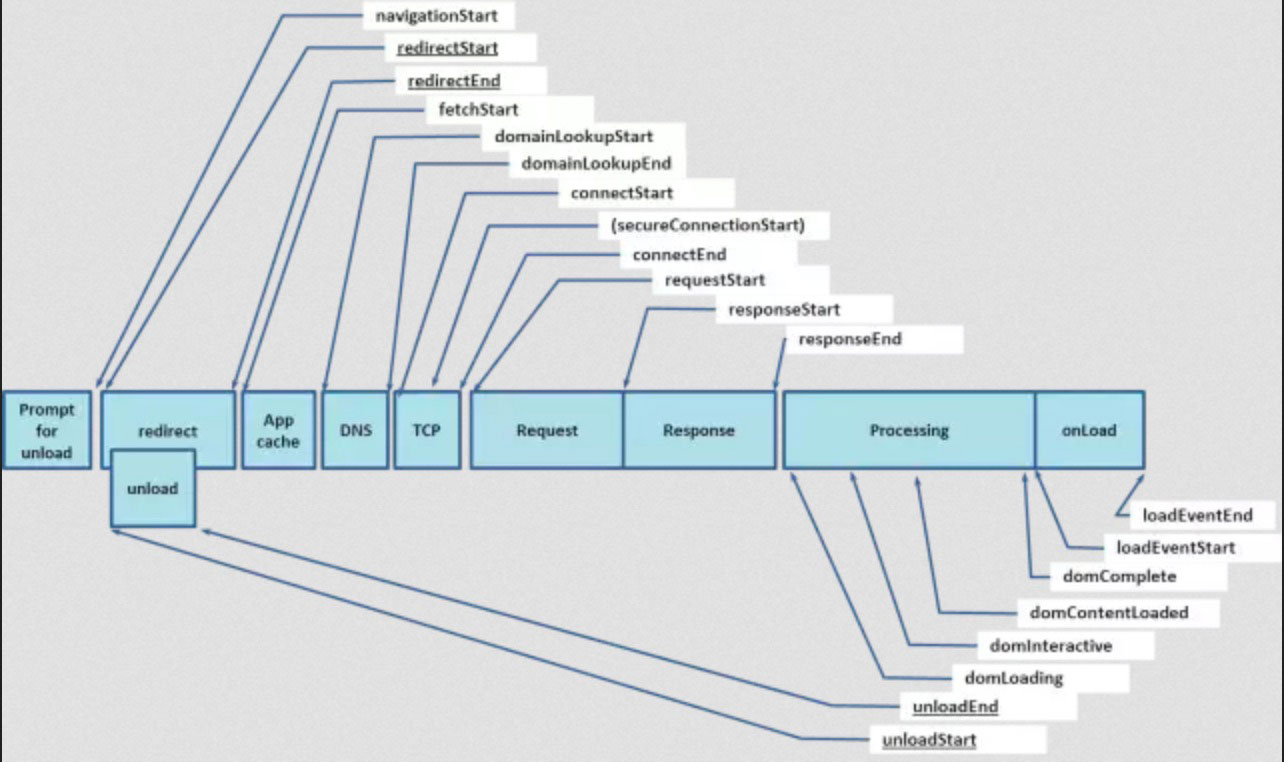 navigationStart
redirectStart
redirectEnd
fetchStart
domainLookupStart
domainLookupEnd
connectStart
(secureConnectionStart)
connectEnd
requestStart
responseStart
responseEnd
Prompt
for
unload
redirect
unload
App
cache
DNS
TCP
Request
Response
Processing
onLoad
loadEventEnd
loadEventStart
domComplete
domContentLoaded
domInteractive
domLoading
unloadEnd
unloadStart